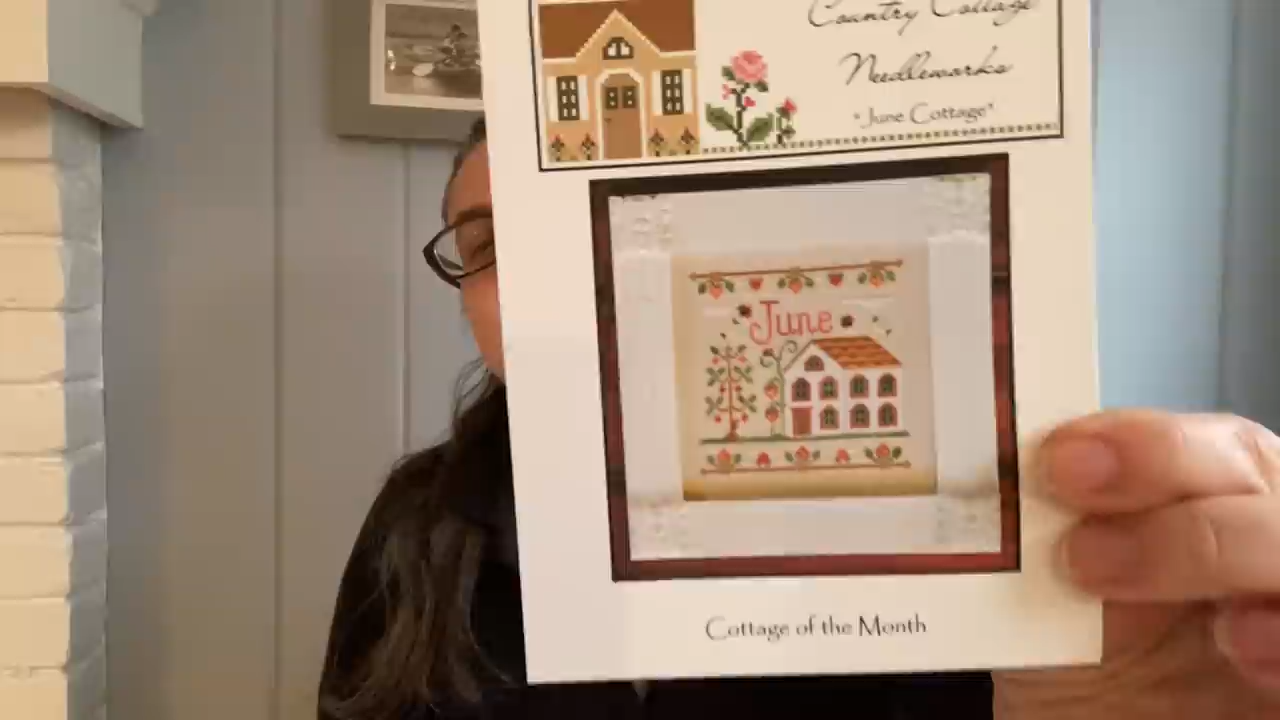 Country Cottage
Needleworks
"June Cottage"
June
Cottage of the Month